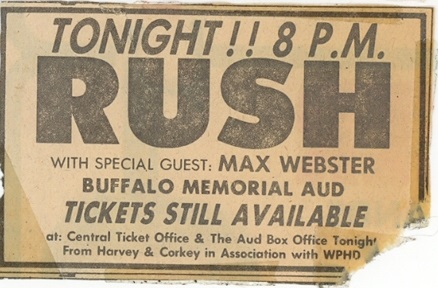 TONIGHT!! 8 P.M.
RUSH
WITH SPECIAL GUEST: MAX WEBSTER
BUFFALO MEMORIAL AUD
TICKETS STILL AVAILABLE
at: Central Ticket Office & The Aud Box Office Tonight
From Harvey & Corkey in Association with WPHD